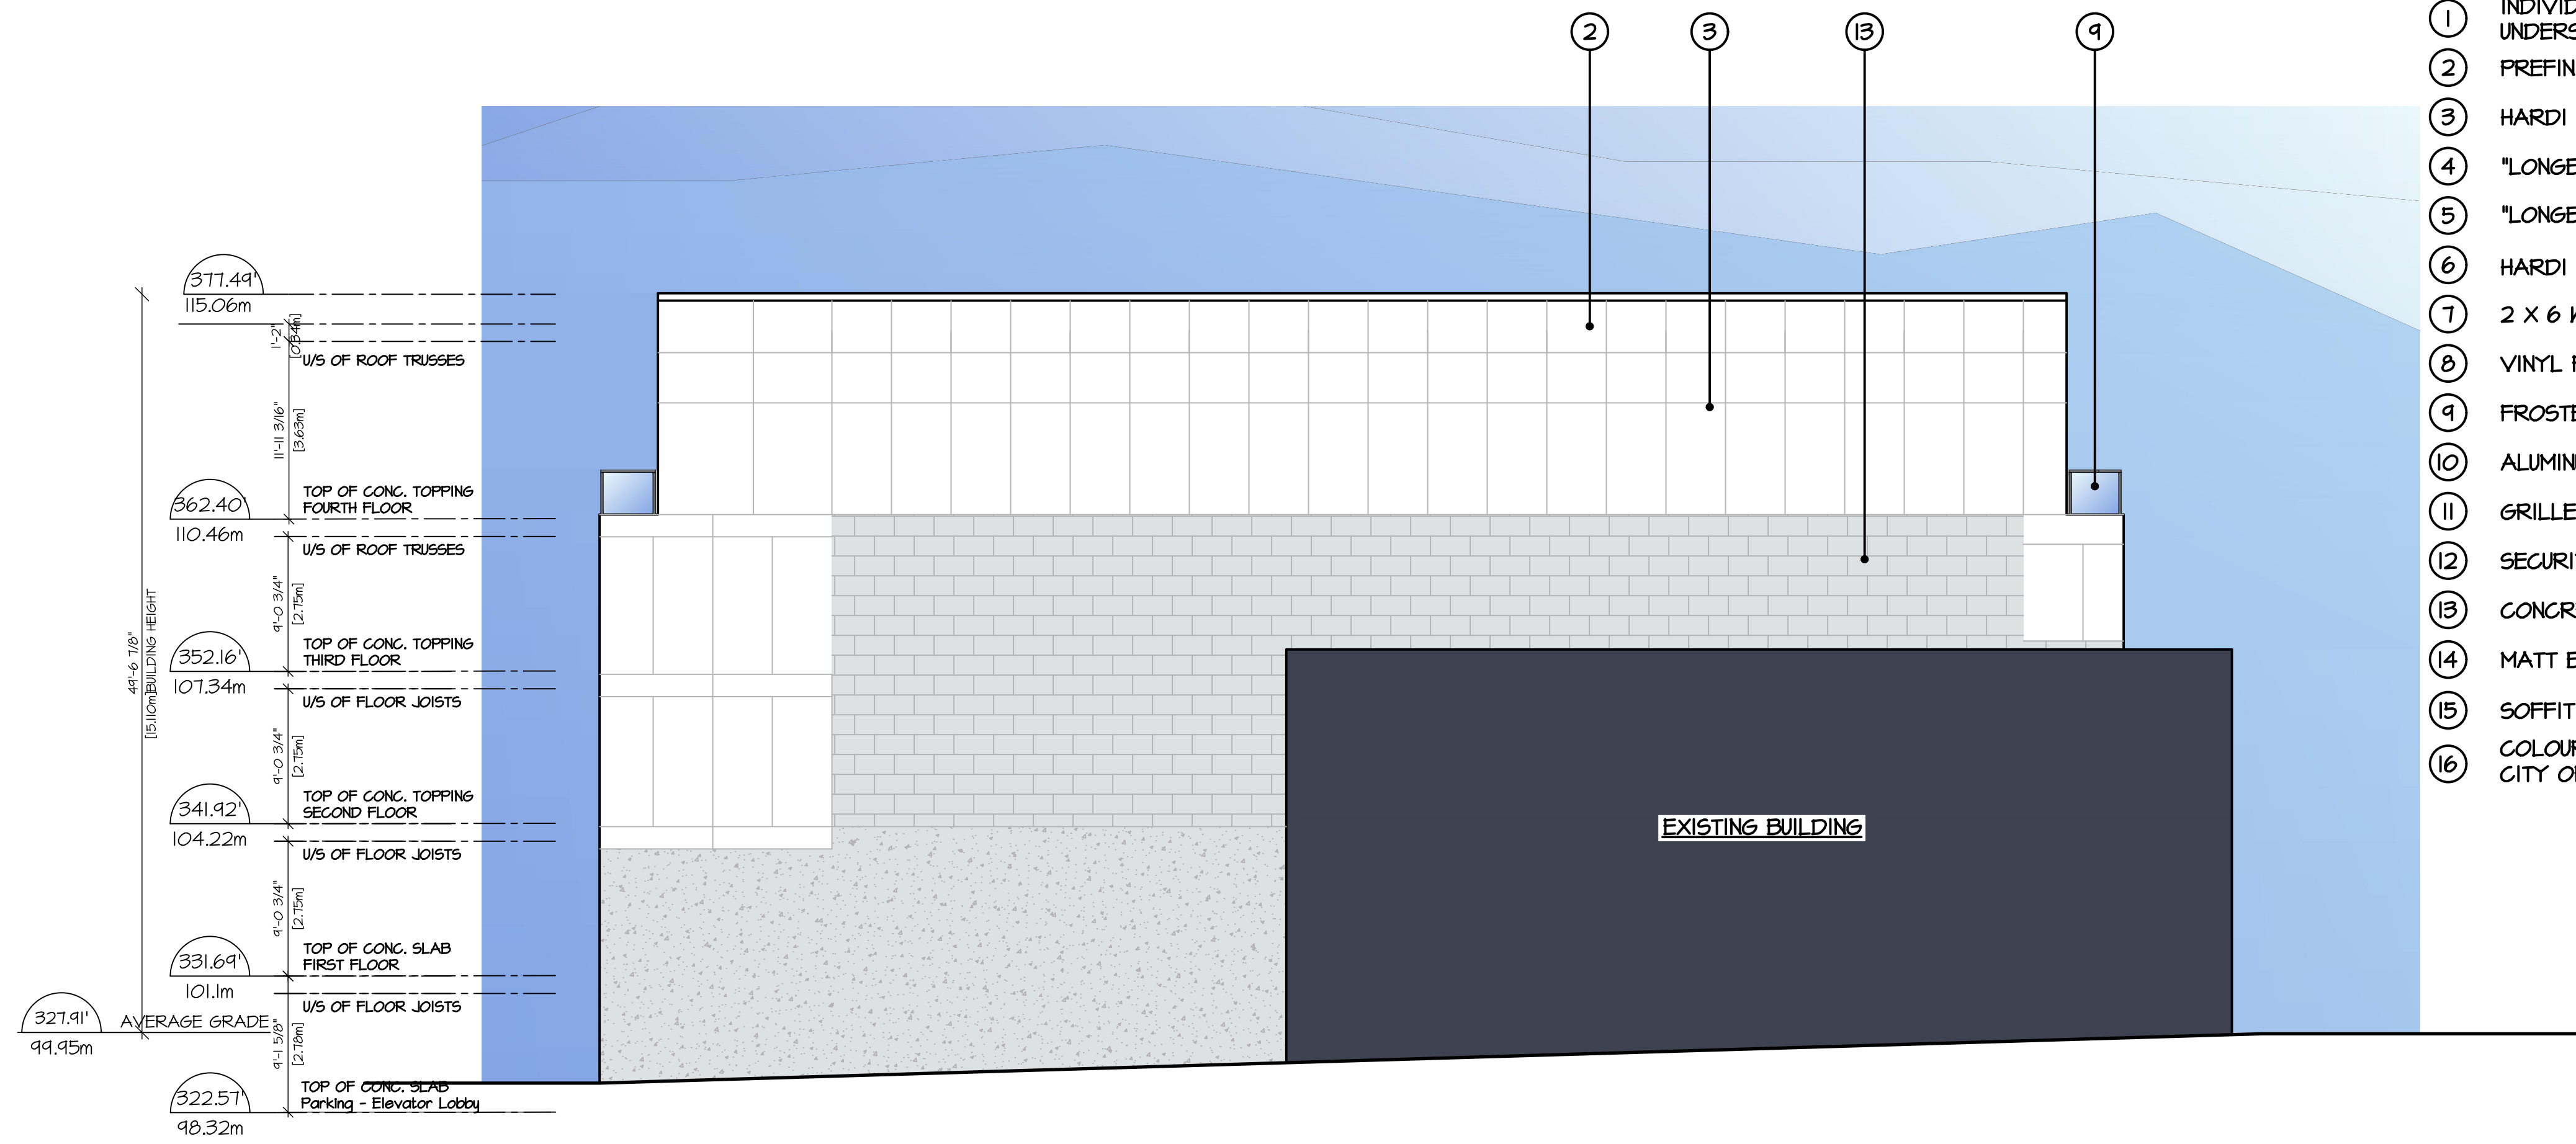 2
3
13
9
377.49'
115.06m
1'-2"
[0.34m]
U/S OF ROOF TRUSSES
11'-11 3/16"
[3.63m]
362.40'
110.46m
TOP OF CONC. TOPPING
FOURTH FLOOR
U/S OF ROOF TRUSSES
9'-0 3/4"
[2.75m]
49'-6 7/8"
[15.110m]BUILDING HEIGHT
352.16'
107.34m
TOP OF CONC. TOPPING
THIRD FLOOR
U/S OF FLOOR JOISTS
9'-0 3/4"
[2.75m]
341.92'
104.22m
TOP OF CONC. TOPPING
SECOND FLOOR
U/S OF FLOOR JOISTS
9'-0 3/4"
[2.75m]
331.69'
101.1m
TOP OF CONC. SLAB
FIRST FLOOR
U/S OF FLOOR JOISTS
327.91'
99.95m
AVERAGE GRADE
9'-1 5/8"
[2.78m]
322.57'
98.32m
TOP OF CONC. SLAB
Parking - Elevator Lobby
EXISTING BUILDING
1 INDIVID
UNDERS
2 PREFIN
3 HARDI
4 "LONGE
5 "LONGE
6 HARDI
7 2 X 6
8 VINYL
9 FROSTE
10 ALUMIN
11 GRILLE
12 SECURI
13 CONCR
14 MATT
15 SOFFIT
16 COLOU
CITY O